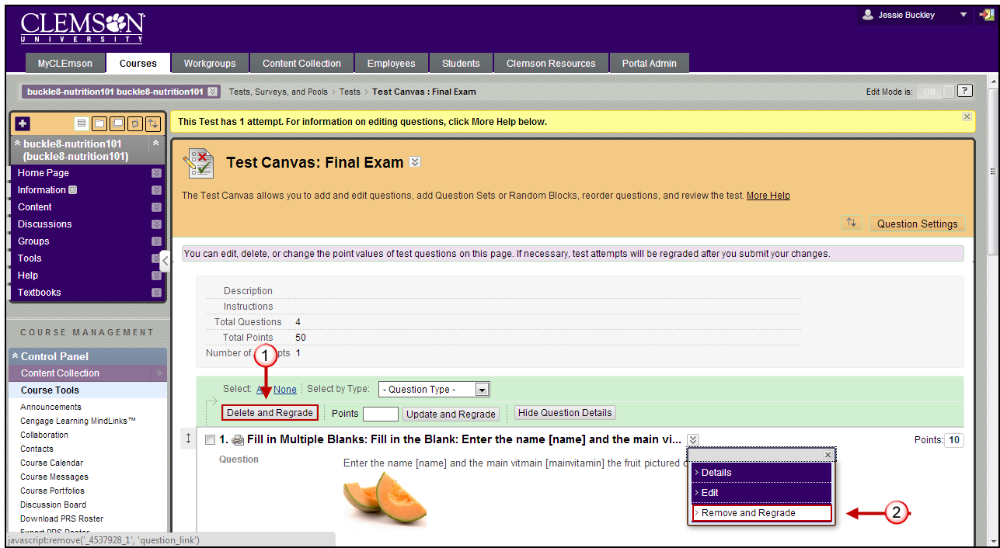 CLEMSON
UNIVERSITY
Jessie Buckley
MyCLEmson Courses Workgroups Content Collection Employees Students Clemson Resources Portal Admin
buckle8-nutrition101 buckle8-nutrition101 Tests, Surveys, and Pools > Tests > Test Canvas : Final Exam Edit Mode is: ON ?
This Test has 1 attempt. For information on editing questions, click More Help below.
buckle8-nutrition101
(buckle8-nutrition101)
Home Page
Information
Content
Discussions
Groups
Tools
Help
Textbooks
COURSE MANAGEMENT
Control Panel
Content Collection »
Course Tools
Announcements
Cengage Learning MindLinks™
Collaboration
Contacts
Course Calendar
Course Messages
Course Portfolios
Discussion Board
Download PRS Roster
Export PRS Roster
javascript:remove('_4537928_1', 'question_link')
Test Canvas: Final Exam
The Test Canvas allows you to add and edit questions, add Question Sets or Random Blocks, reorder questions, and review the test. More Help
Question Settings
You can edit, delete, or change the point values of test questions on this page. If necessary, test attempts will be regraded after you submit your changes.
Description
Instructions
Total Questions 4
Total Points 50
Number of pts 1
1
Select: None Select by Type: - Question Type -
Delete and Regrade Points Update and Regrade Hide Question Details
1. Fill in Multiple Blanks: Fill in the Blank: Enter the name [name] and the main vi... Points: 10
Question Enter the name [name] and the main vitmain [mainvitamin] the fruit pictured
> Details
> Edit
> Remove and Regrade
2